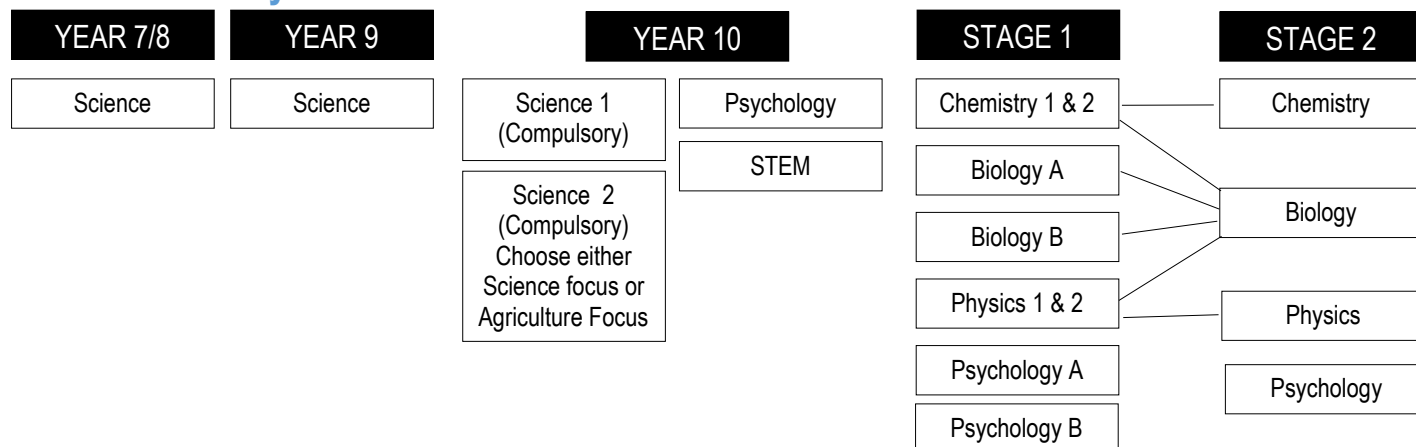 YEAR 7/8
YEAR 9
YEAR 10
STAGE 1
STAGE 2
Science
Science
Science 1
(Compulsory)
Science 2
(Compulsory)
Choose either
Science focus or
Agriculture Focus
Psychology
STEM
Chemistry 1 & 2
Biology A
Biology B
Physics 1 & 2
Psychology A
Psychology B
Chemistry
Biology
Physics
Psychology